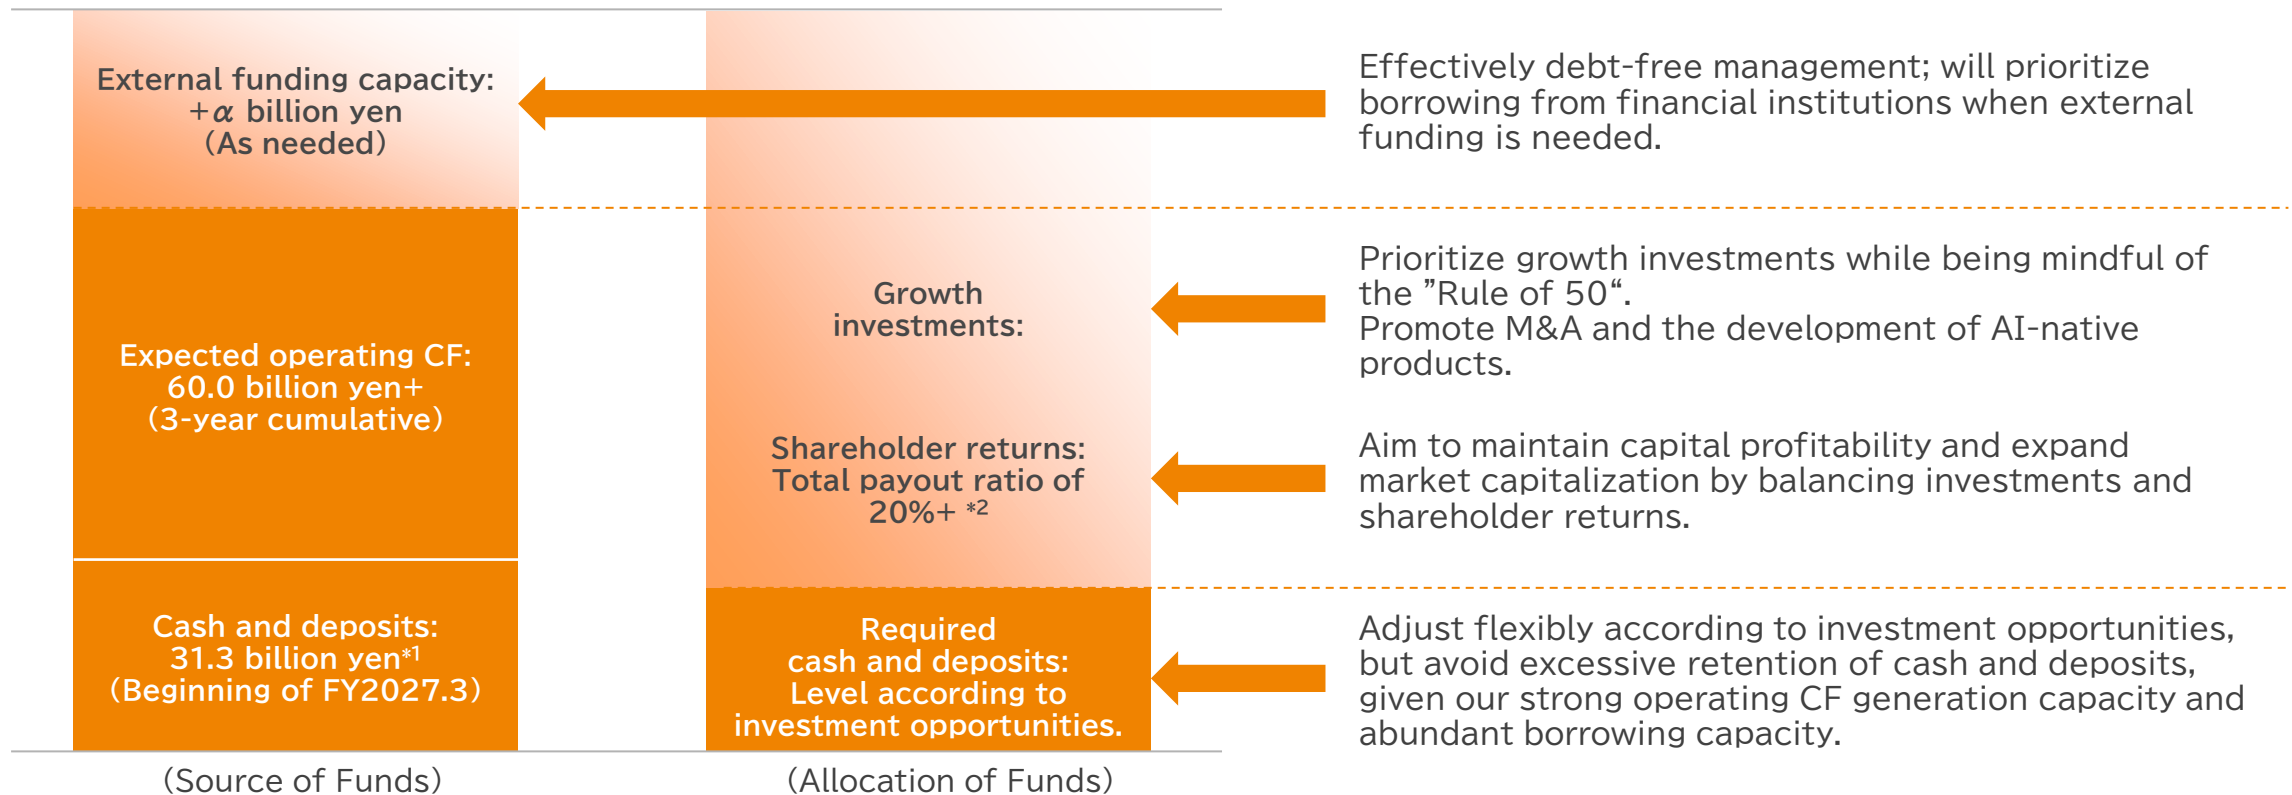 External funding capacity:
+α billion yen
(As needed)
Effectively debt-free management; will prioritize
borrowing from financial institutions when external
funding is needed.
Expected operating CF:
60.0 billion yen+
(3-year cumulative)
Growth
investments:
Prioritize growth investments while being mindful of
the ”Rule of 50“.
Promote M&A and the development of AI-native
products.
Shareholder returns:
Total payout ratio of
20%+ *2
Aim to maintain capital profitability and expand
market capitalization by balancing investments and
shareholder returns.
Cash and deposits:
31.3 billion yen*1
(Beginning of FY2027.3)
Required
cash and deposits:
Level according to
investment opportunities.
Adjust flexibly according to investment opportunities,
but avoid excessive retention of cash and deposits,
given our strong operating CF generation capacity and
abundant borrowing capacity.
(Source of Funds)
(Allocation of Funds)